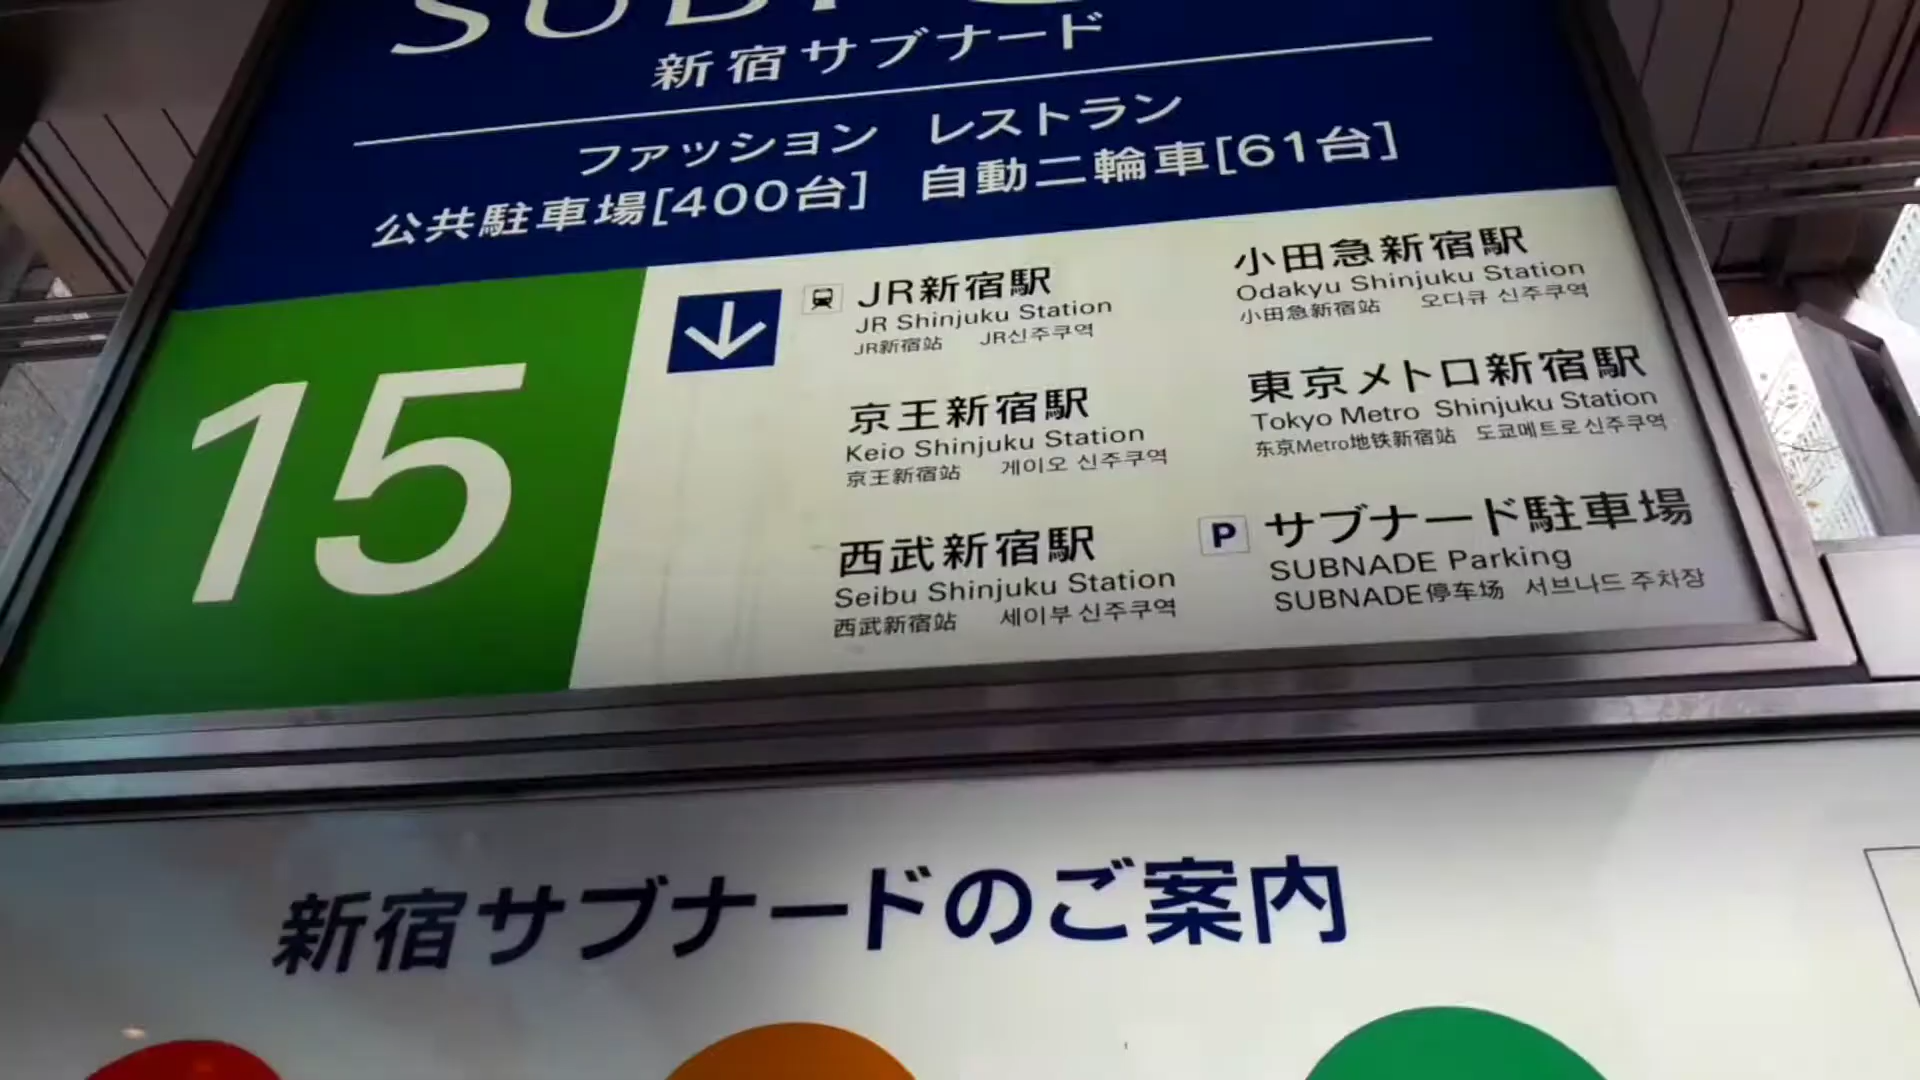 新宿サブナード
ファッション レストラン
公共駐車場[400台] 自動二輪車[61台]
15
JR新宿駅
JR Shinjuku Station
JR新宿站 JR신주쿠역
小田急新宿駅
Odakyu Shinjuku Station
小田急新宿站 오다큐 신주쿠역
京王新宿駅
Keio Shinjuku Station
京王新宿站 게이오 신주쿠역
東京メトロ新宿駅
Tokyo Metro Shinjuku Station
东京Metro地铁新宿站 도쿄메트로 신주쿠역
西武新宿駅
Seibu Shinjuku Station
西武新宿站 세이부 신주쿠역
P サブナード駐車場
SUBNADE Parking
SUBNADE停车场 서브나드 주차장
新宿サブナードのご案内